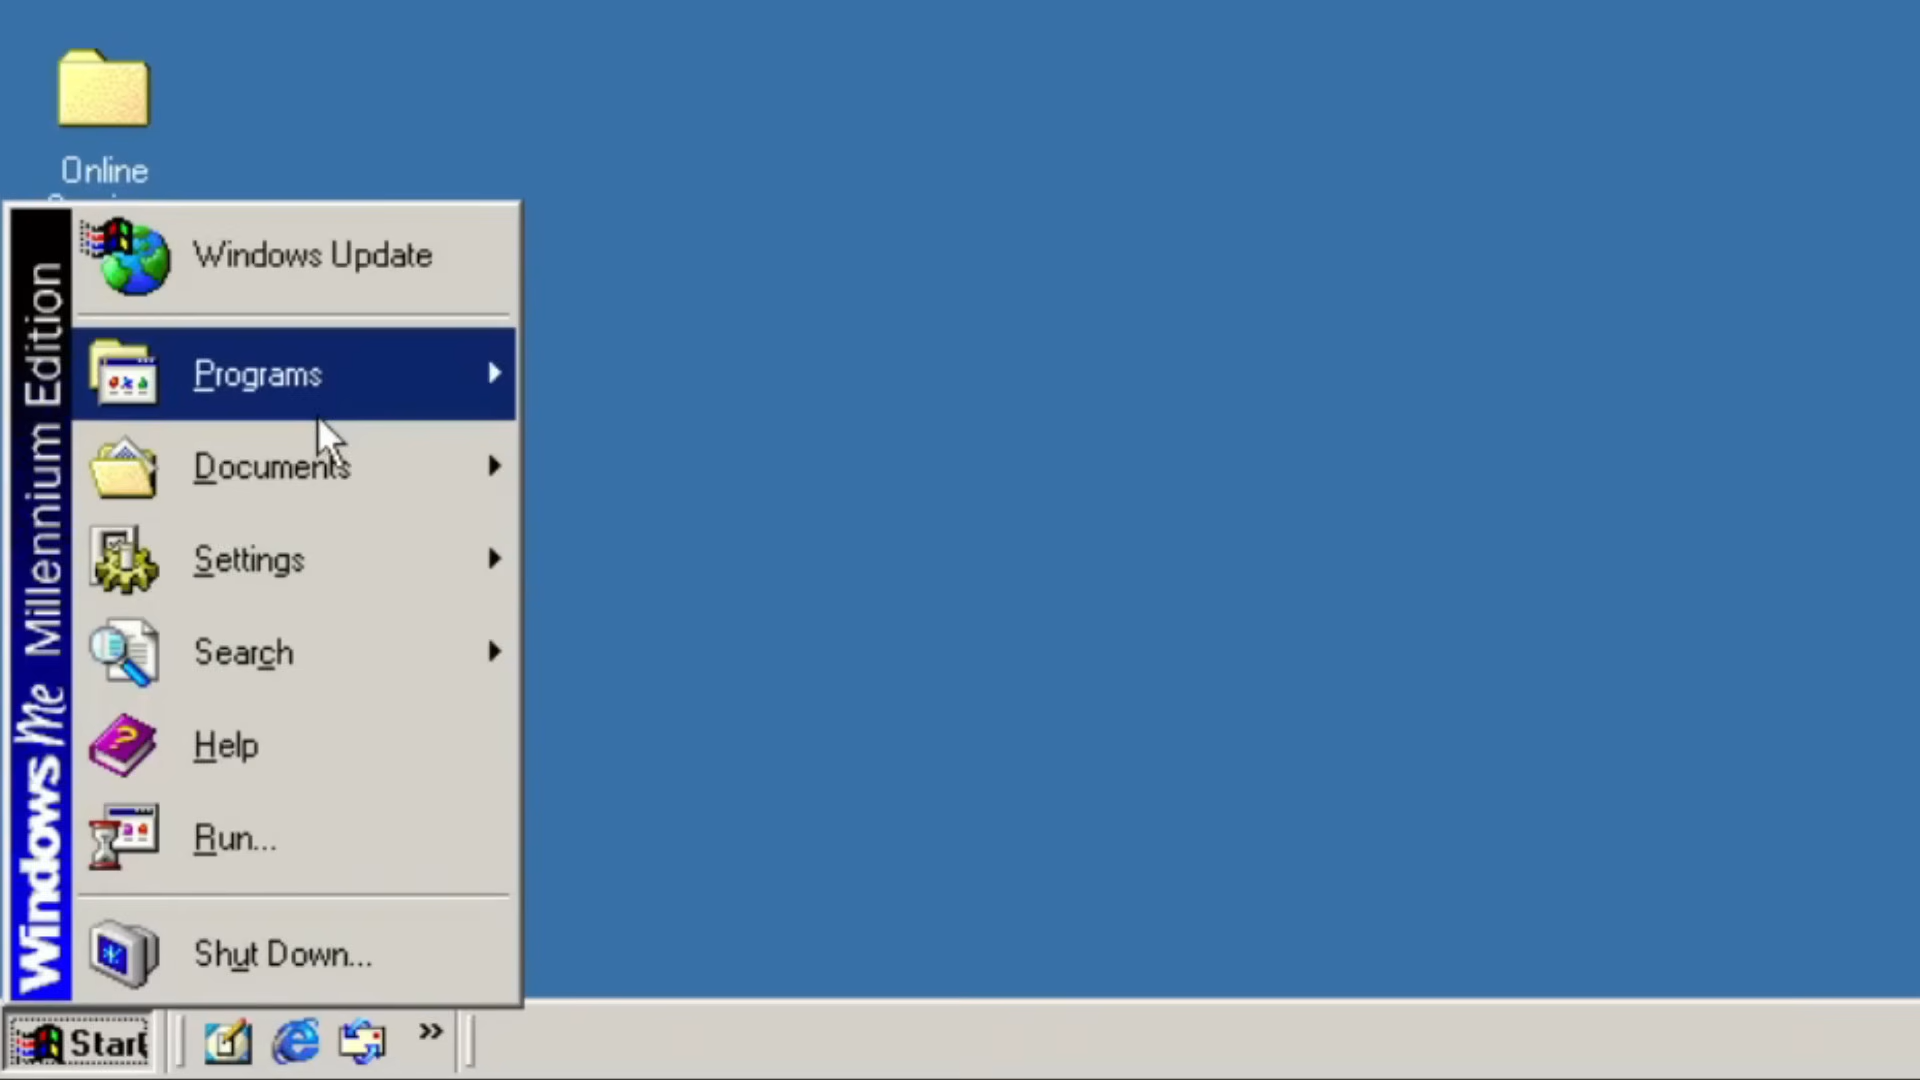 Online
Windows Update
Programs
Documents
Settings
Search
Help
Run...
Shut Down...
Windows Me Millennium Edition
Start
»